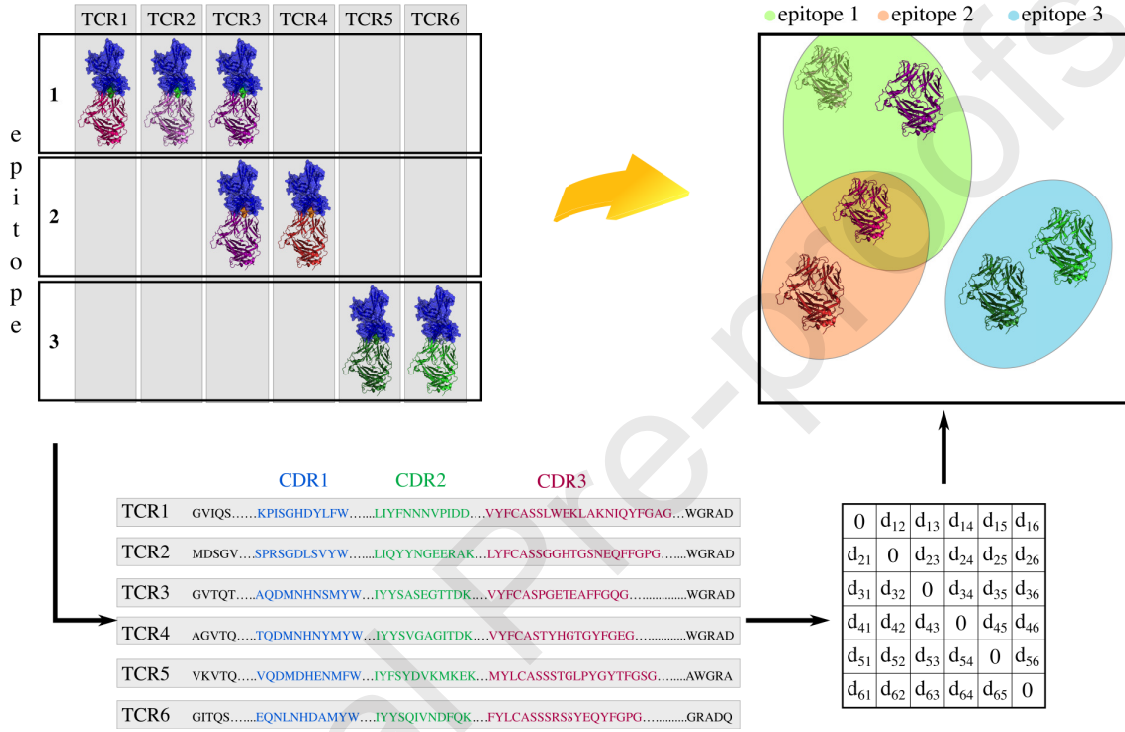 TCR1 TCR2 TCR3 TCR4 TCR5 TCR6
epitope
1
2
3
epitope 1 epitope 2 epitope 3
CDR1 CDR2 CDR3
TCR1 GVIQS......KPISGHDYLFW.....LIYFNNNVPIDD...VYFCASSLWEKLAKNIQYFGAG...WGRAD
TCR2 MDSGV....SPRSGDLSVYW.....LIQYYNGEERAK...LYFCASSGGHTGSNEQFFGPG......WGRAD
TCR3 GVTQT.....AQDMNHNSMYW...IYYSASEGTTDK...VYFCASPGETEAFFGQG...............WGRAD
TCR4 AGVTQ....TQDMNHNYMYW...IYYSVGAGITDK....VYFCASTYHGTGYFGEG..............WGRAD
TCR5 VKVTQ....VQDMDHENMFW...IYFSYDVKMKEK...MYLCASSSTGLPYGYTFGSG........AWGRA
TCR6 GITQS.......EQNLNHDAMYW...IYYSQIVNDFQK....FYLCASSSRSSYEQYFGPG...........GRADQ
0 d12 d13 d14 d15 d16
d21 0 d23 d24 d25 d26
d31 d32 0 d34 d35 d36
d41 d42 d43 0 d45 d46
d51 d52 d53 d54 0 d56
d61 d62 d63 d64 d65 0
al Pre-proofs